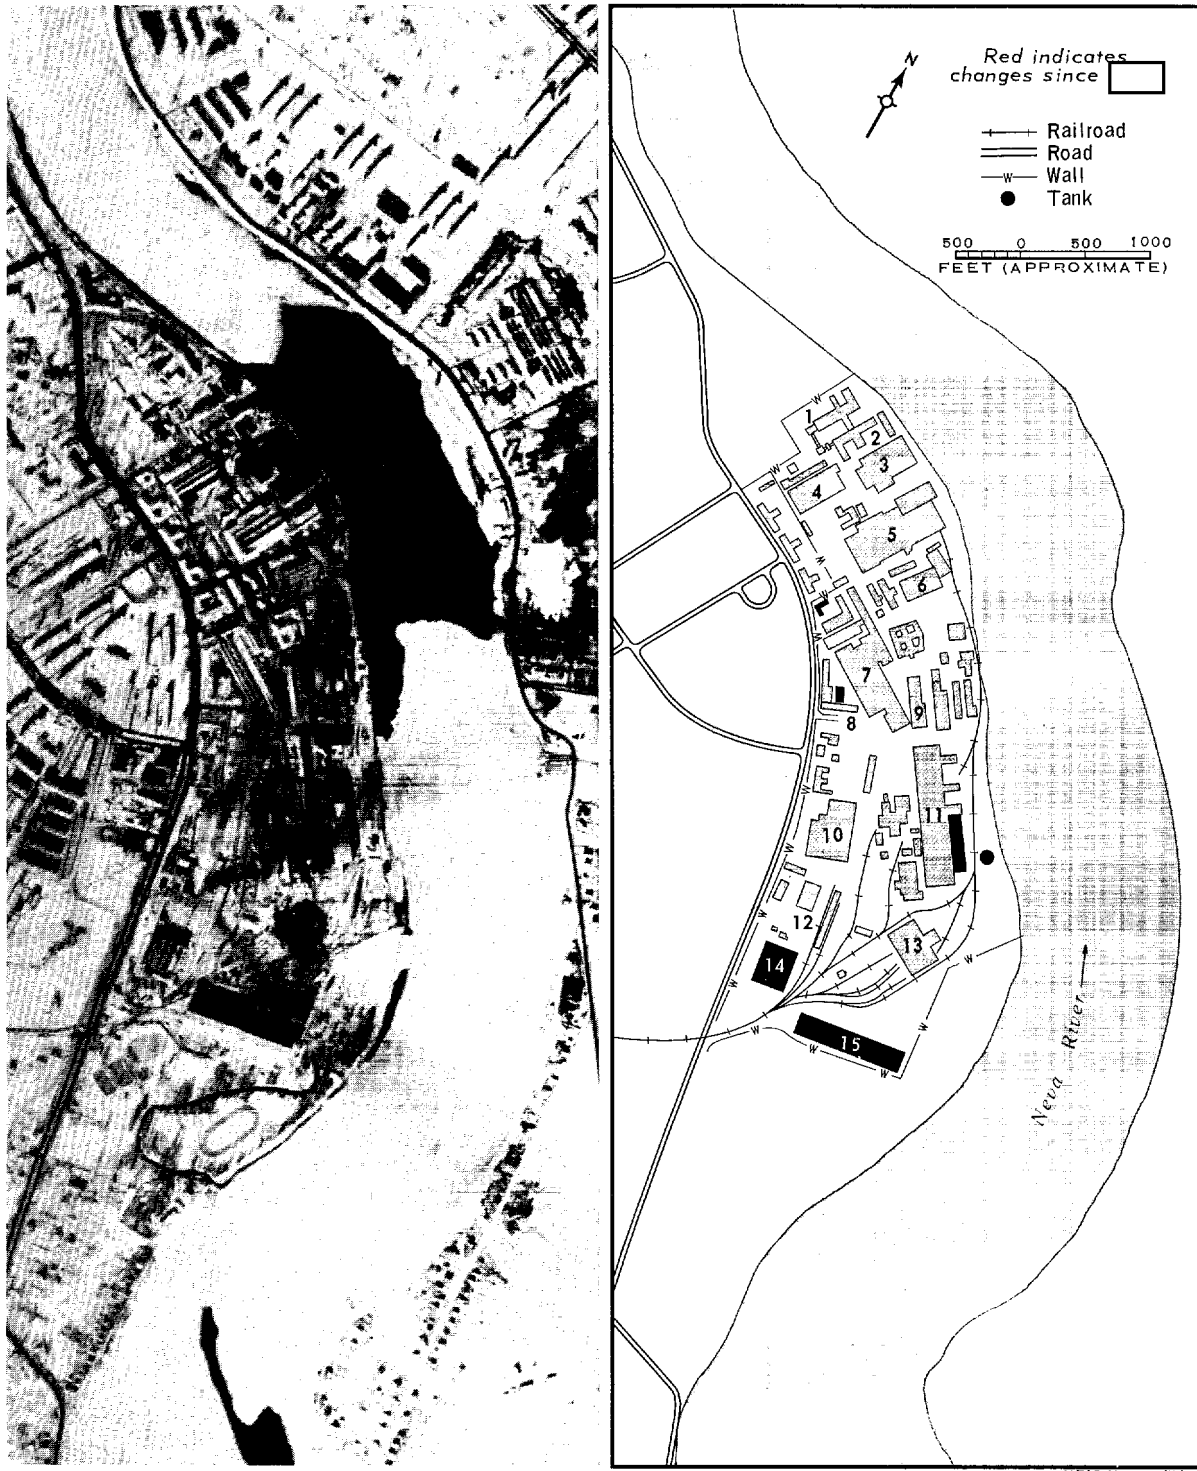 N
Red indicates
changes since
Railroad
Road
W Wall
Tank
500 0 500 1000
FEET (APPROXIMATE)
W
1
2
W
3
4
5
W
6
W
W
7
9
8
W
10
11
W
12
W
13
14
W
W
W
W
15
W
W
Neva River